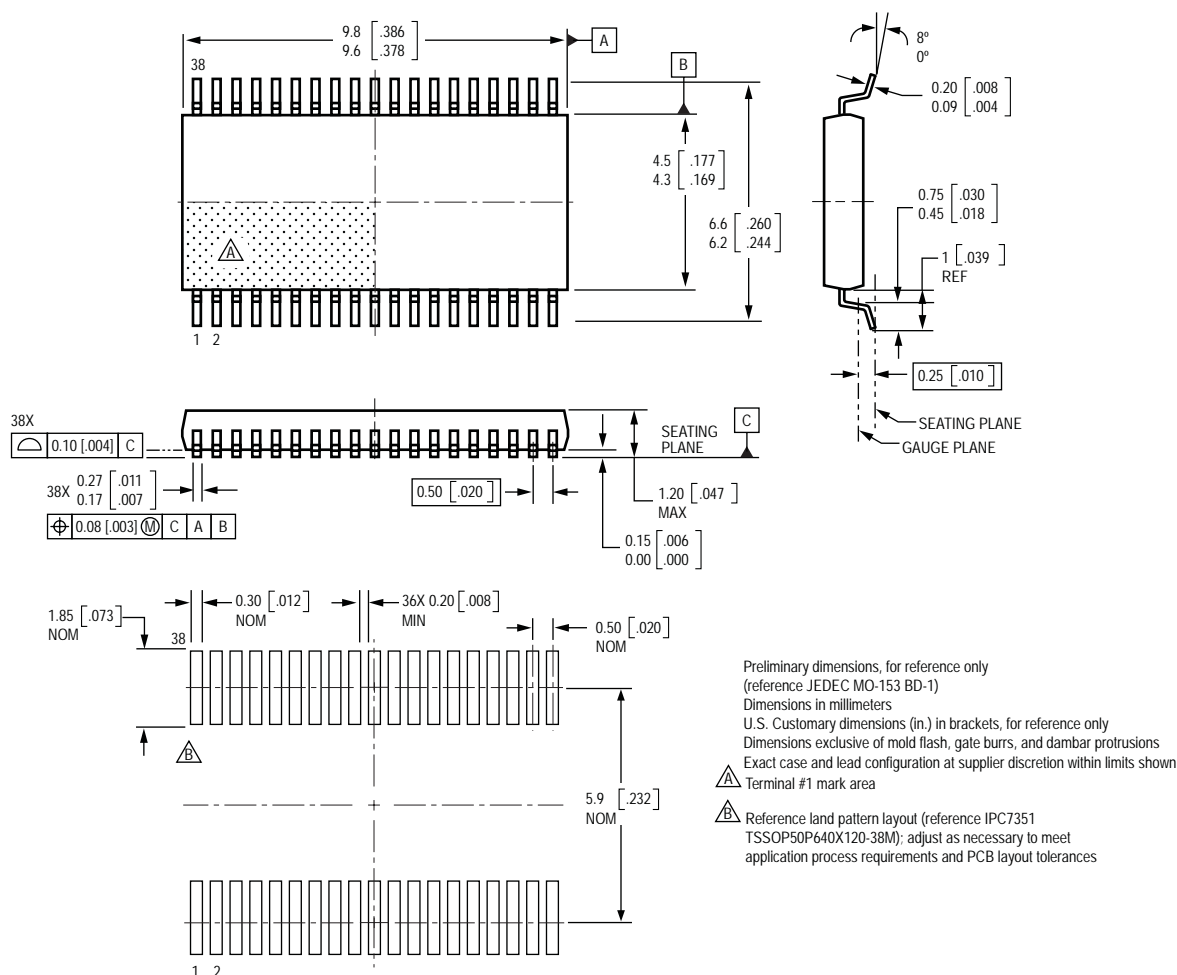 9.8 [.386]
9.6 [.378]
A
38
B
8º
0º
0.20 [.008]
0.09 [.004]
4.5 [.177]
4.3 [.169]
6.6 [.260]
6.2 [.244]
A
1 2
0.75 [.030]
0.45 [.018]
1 [.039]
REF
0.25 [.010]
SEATING PLANE
GAUGE PLANE
38X
0.10 [.004] C
38X 0.27 [.011]
0.17 [.007]
0.08 [.003] M C A B
0.50 [.020]
SEATING
PLANE
C
1.20 [.047]
MAX
0.15 [.006]
0.00 [.000]
1.85 [.073]
NOM
0.30 [.012]
NOM
36X 0.20 [.008]
MIN
0.50 [.020]
NOM
38
B
5.9 [.232]
NOM
1 2
Preliminary dimensions, for reference only
(reference JEDEC MO-153 BD-1)
Dimensions in millimeters
U.S. Customary dimensions (in.) in brackets, for reference only
Dimensions exclusive of mold flash, gate burrs, and dambar protrusions
Exact case and lead configuration at supplier discretion within limits shown
A Terminal #1 mark area
B Reference land pattern layout (reference IPC7351
TSSOP50P640X120-38M); adjust as necessary to meet
application process requirements and PCB layout tolerances